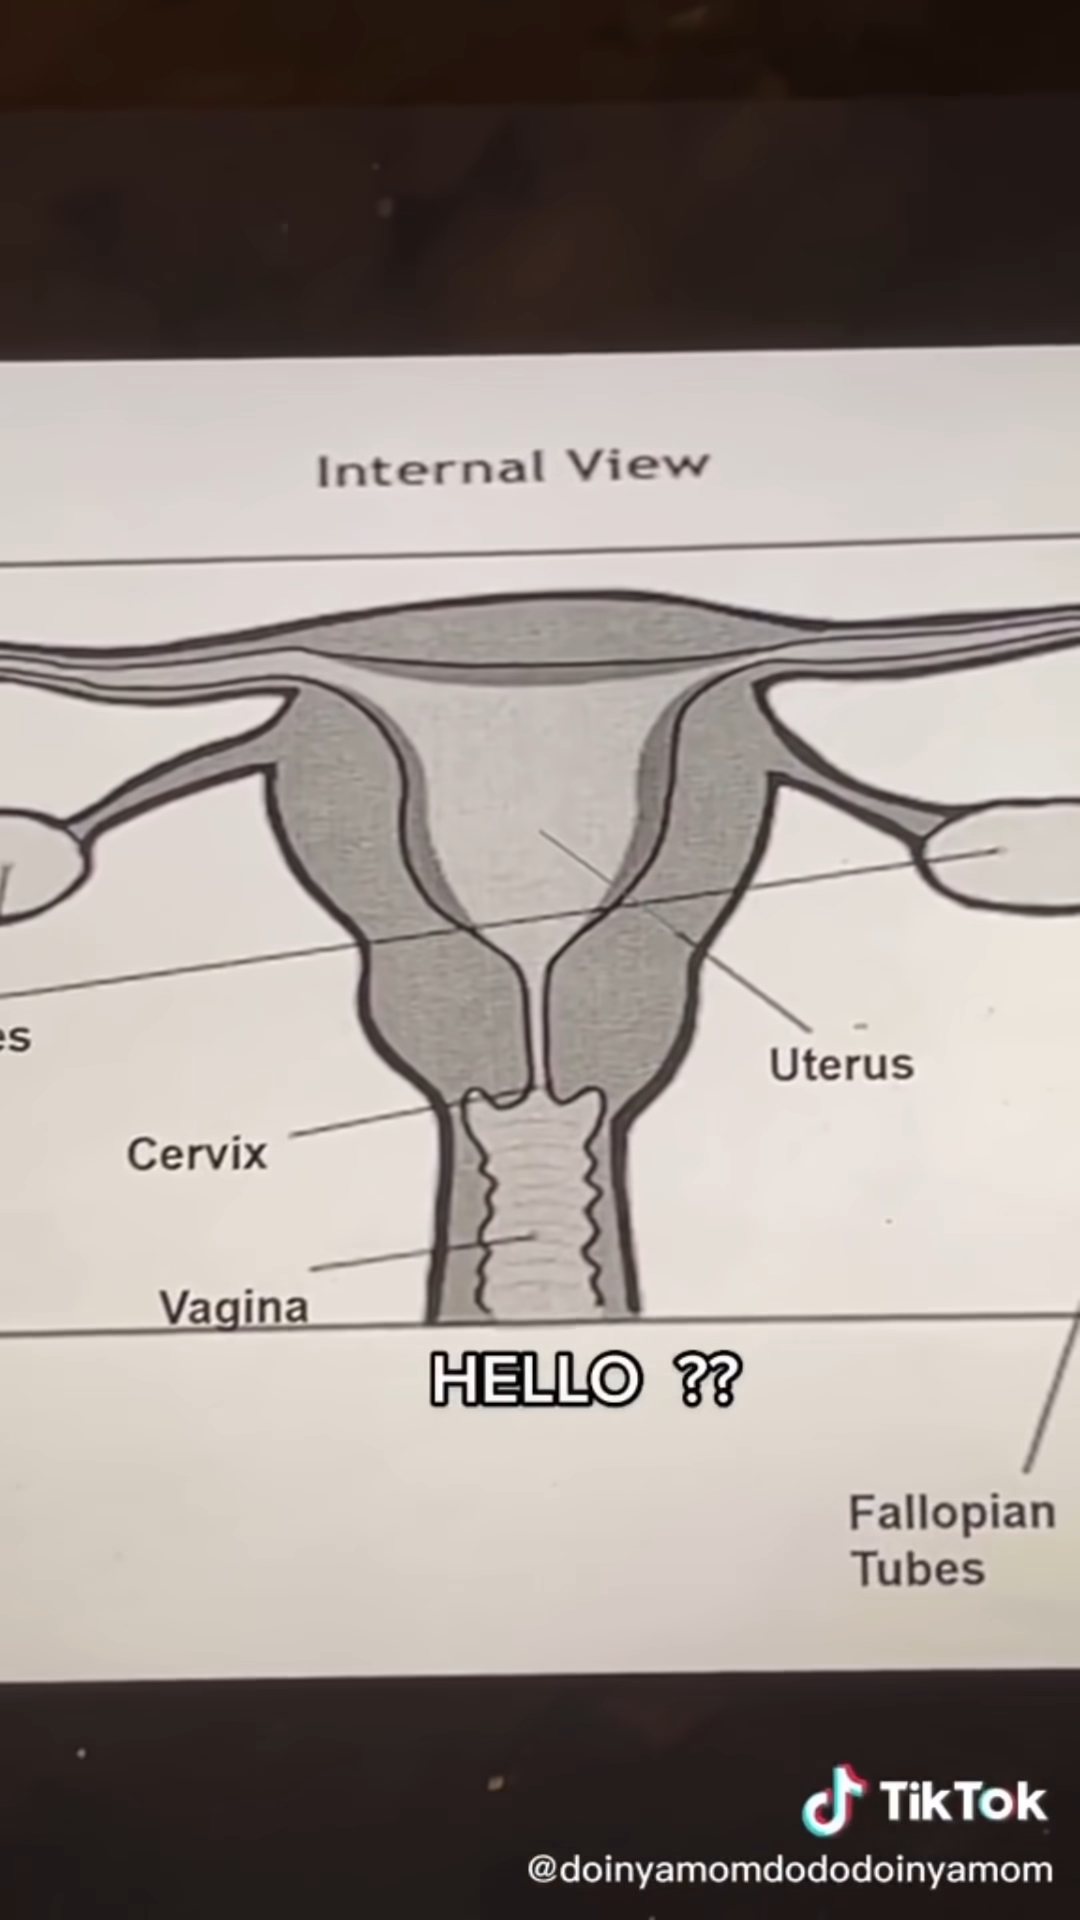 Internal View
es
Uterus
Cervix
Vagina
HELLO ??
Fallopian
Tubes
TikTok
@doinyamomdododoinyamom